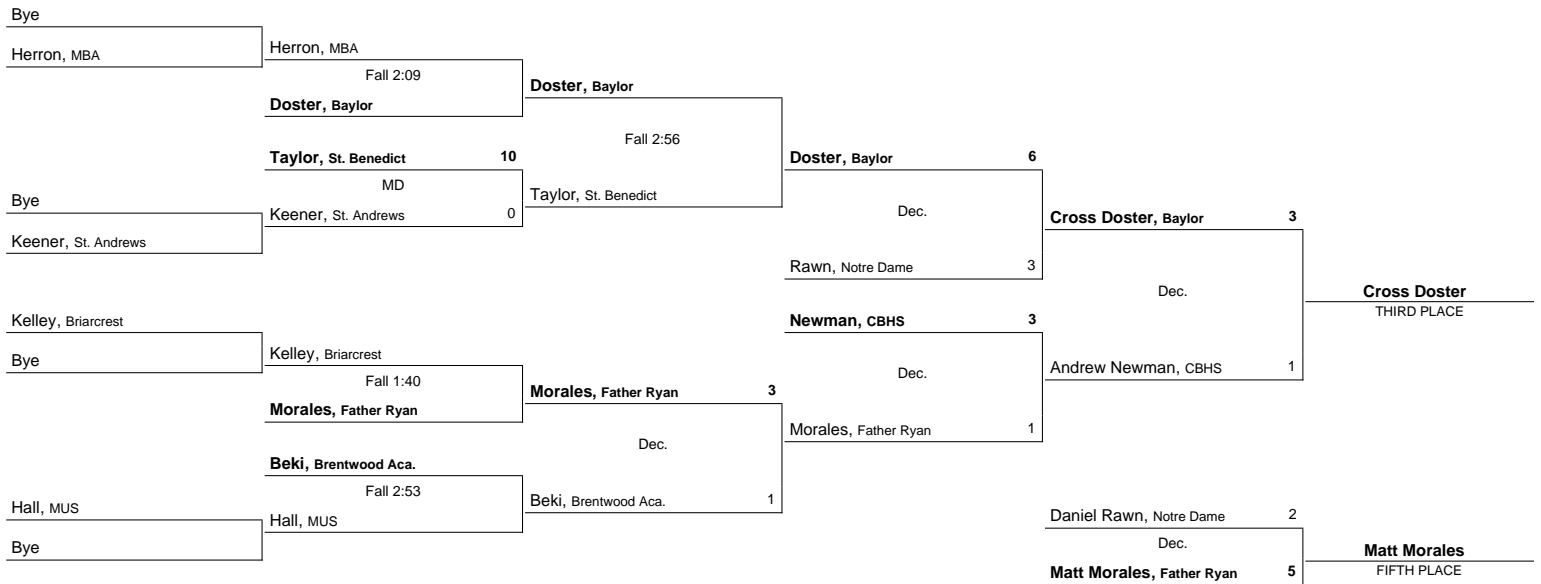 Bye
Herron, MBA
Herron, MBA
Fall 2:09
Doster, Baylor
Doster, Baylor
Fall 2:56
Taylor, St. Benedict 10
MD
Keener, St. Andrews 0
Taylor, St. Benedict
Bye
Keener, St. Andrews
Doster, Baylor 6
Dec.
Rawn, Notre Dame 3
Cross Doster, Baylor 3
Dec.
Andrew Newman, CBHS 1
Cross Doster
THIRD PLACE
Kelley, Briarcrest
Bye
Kelley, Briarcrest
Fall 1:40
Morales, Father Ryan
Morales, Father Ryan 3
Dec.
Beki, Brentwood Aca. 1
Newman, CBHS 3
Dec.
Morales, Father Ryan 1
Beki, Brentwood Aca.
Fall 2:53
Hall, MUS
Hall, MUS
Bye
Daniel Rawn, Notre Dame 2
Dec.
Matt Morales, Father Ryan 5
Matt Morales
FIFTH PLACE